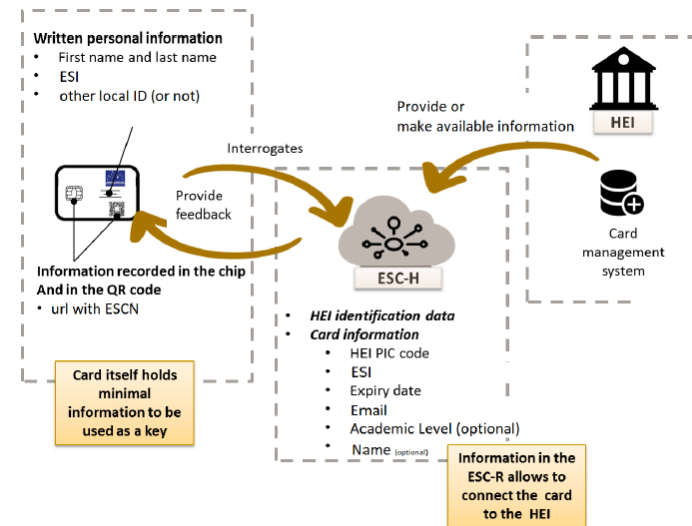 Written personal information
• First name and last name
• ESI
• other local ID (or not)
Interrogates
Provide
feedback
Information recorded in the chip
And in the QR code
• url with ESCN
Card itself holds
minimal
information to be
used as a key
Provide or
make available information
HEI
Card
management
system
ESC-H
• HEI identification data
• Card information
• HEI PIC code
• ESI
• Expiry date
• Email
• Academic Level (optional)
• Name (optional)
Information in the
ESC-R allows to
connect the card
to the HEI